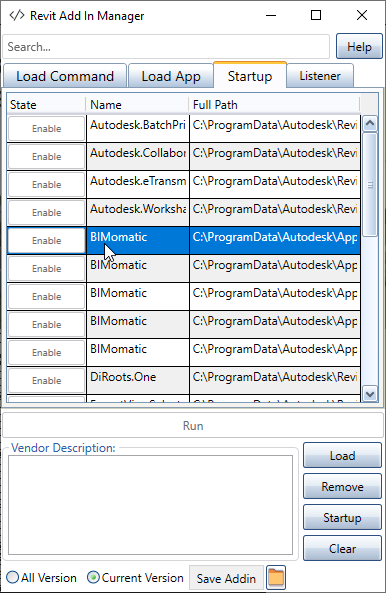 </> Revit Add In Manager
Search...
Help
Load Command
Load App
Startup
Listener
State Name Full Path
Enable Autodesk.BatchPri C:\ProgramData\Autodesk\Revi
Enable Autodesk.Collabor C:\ProgramData\Autodesk\Revi
Enable Autodesk.eTransm C:\ProgramData\Autodesk\Revi
Enable Autodesk.Worksha C:\ProgramData\Autodesk\Revi
Enable BIMomatic C:\ProgramData\Autodesk\App
Enable BIMomatic C:\ProgramData\Autodesk\App
Enable BIMomatic C:\ProgramData\Autodesk\App
Enable BIMomatic C:\ProgramData\Autodesk\App
Enable BIMomatic C:\ProgramData\Autodesk\App
Enable DiRoots.One C:\ProgramData\Autodesk\Revi
Run
Vendor Description:
Load
Remove
Startup
Clear
All Version
Current Version
Save Addin